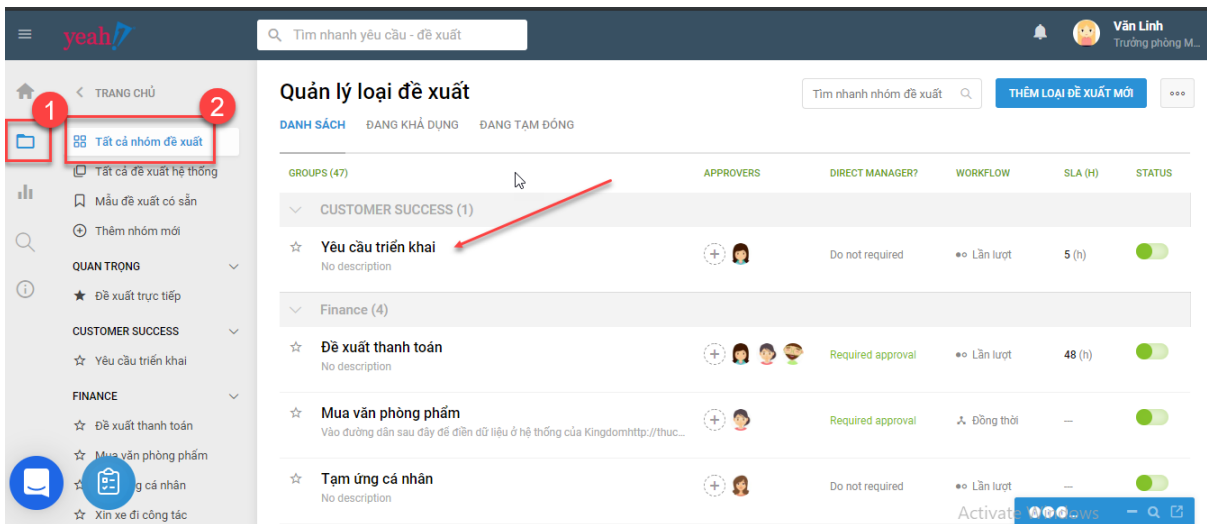 yeah!
Tìm nhanh yêu cầu - đề xuất
Văn Linh
Trưởng phòng M...
TRANG CHỦ
1
2
Tất cả nhóm đề xuất
Tất cả đề xuất hệ thống
Mẫu đề xuất có sẵn
Thêm nhóm mới
QUAN TRỌNG
Đề xuất trực tiếp
CUSTOMER SUCCESS
Yêu cầu triển khai
FINANCE
Đề xuất thanh toán
Mua văn phòng phẩm
g cá nhân
Xin xe đi công tác
Quản lý loại đề xuất
Tìm nhanh nhóm đề xuất
THÊM LOẠI ĐỀ XUẤT MỚI
DANH SÁCH ĐANG KHẢ DỤNG ĐANG TẠM ĐÓNG
GROUPS (47) APPROVERS DIRECT MANAGER? WORKFLOW SLA (H) STATUS
CUSTOMER SUCCESS (1)
Yêu cầu triển khai
No description
Do not required Lần lượt 5 (h)
Finance (4)
Đề xuất thanh toán
No description
Required approval Lần lượt 48 (h)
Mua văn phòng phẩm
Vào đường dẫn sau đây để điền dữ liệu ở hệ thống của Kingdomhttp://thuc...
Required approval Đồng thời —
Tạm ứng cá nhân
No description
Do not required Lần lượt —
Activate Windows